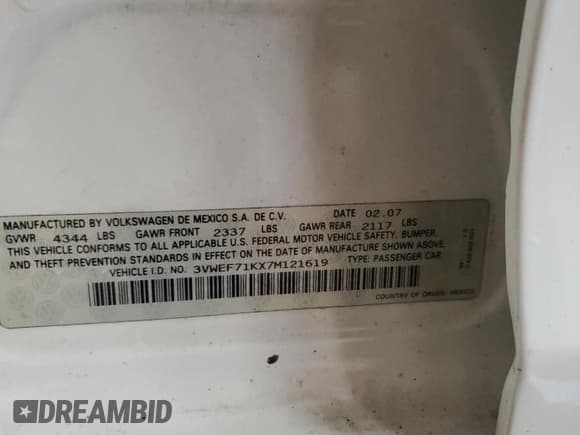 MANUFACTURED BY VOLKSWAGEN DE MEXICO S.A. DE C.V. DATE 02.07
GVWR 4344 LBS GAWR FRONT 2337 LBS GAWR REAR 2117 LBS
THIS VEHICLE CONFORMS TO ALL APPLICABLE U.S. FEDERAL MOTOR VEHICLE SAFETY, BUMPER,
AND THEFT PREVENTION STANDARDS IN EFFECT ON THE DATE OF MANUFACTURE SHOWN ABOVE.
VEHICLE I.D. NO. 3VWEF71KX7M121619 TYPE: PASSENGER CAR
COUNTRY OF ORIGIN: MEXICO
DREAMBID